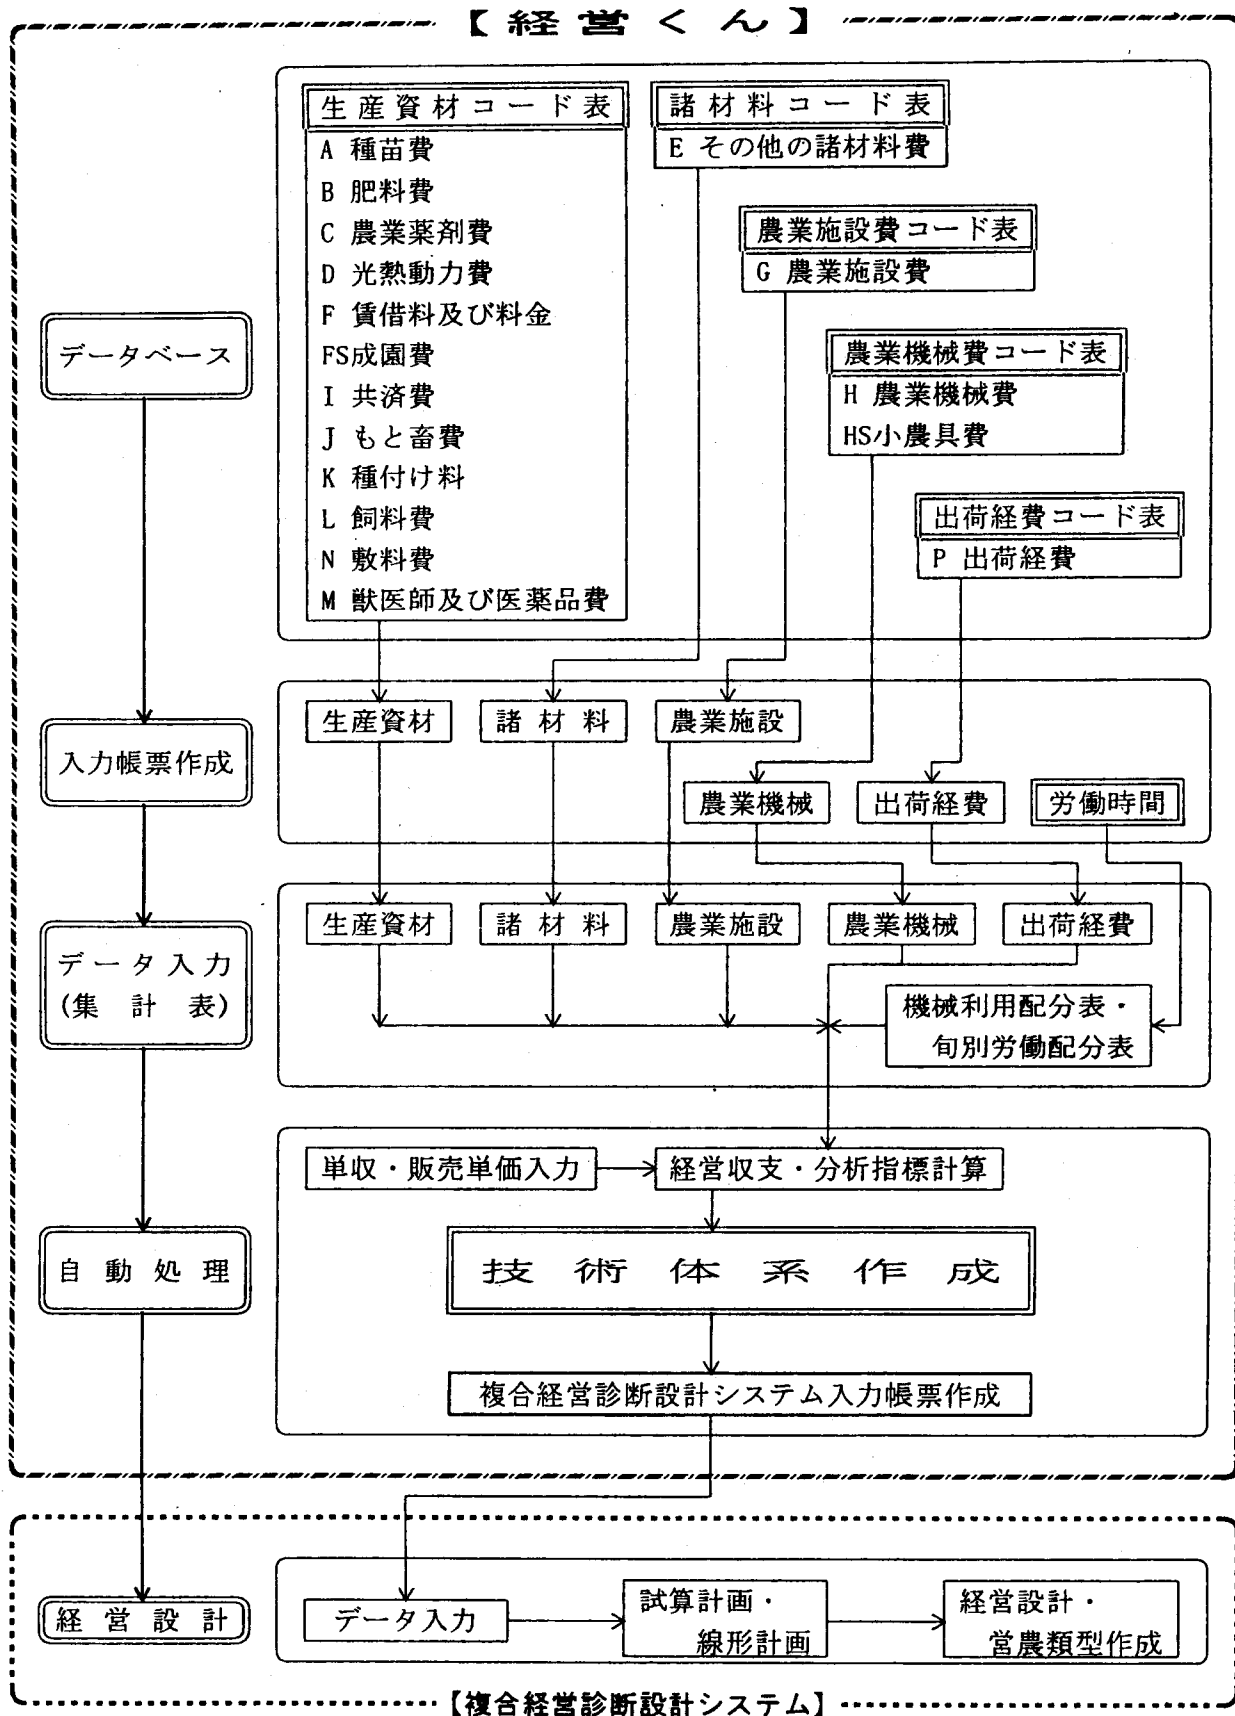 【経営くん】
生産資材コード表
A 種苗費
B 肥料費
C 農業薬剤費
D 光熱動力費
F 賃借料及び料金
FS成園費
I 共済費
J もと畜費
K 種付け料
L 飼料費
N 敷料費
M 獣医師及び医薬品費
諸材料コード表
E その他の諸材料費
農業施設費コード表
G 農業施設費
農業機械費コード表
H 農業機械費
HS小農具費
出荷経費コード表
P 出荷経費
データベース
入力帳票作成
生産資材
諸材料
農業施設
農業機械
出荷経費
労働時間
データ入力
(集計表)
生産資材
諸材料
農業施設
農業機械
出荷経費
機械利用配分表・
旬別労働配分表
自動処理
単収・販売単価入力
経営収支・分析指標計算
技術体系作成
複合経営診断設計システム入力帳票作成
経営設計
データ入力
試算計画・
線形計画
経営設計・
営農類型作成
【複合経営診断設計システム】